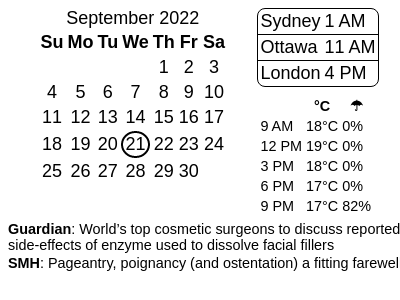 September 2022
Su Mo Tu We Th Fr Sa
1 2 3
4 5 6 7 8 9 10
11 12 13 14 15 16 17
18 19 20 21 22 23 24
25 26 27 28 29 30
Sydney 1 AM
Ottawa 11 AM
London 4 PM
°C ☂
9 AM 18°C 0%
12 PM 19°C 0%
3 PM 18°C 0%
6 PM 17°C 0%
9 PM 17°C 82%
Guardian: World’s top cosmetic surgeons to discuss reported
side-effects of enzyme used to dissolve facial fillers
SMH: Pageantry, poignancy (and ostentation) a fitting farewel